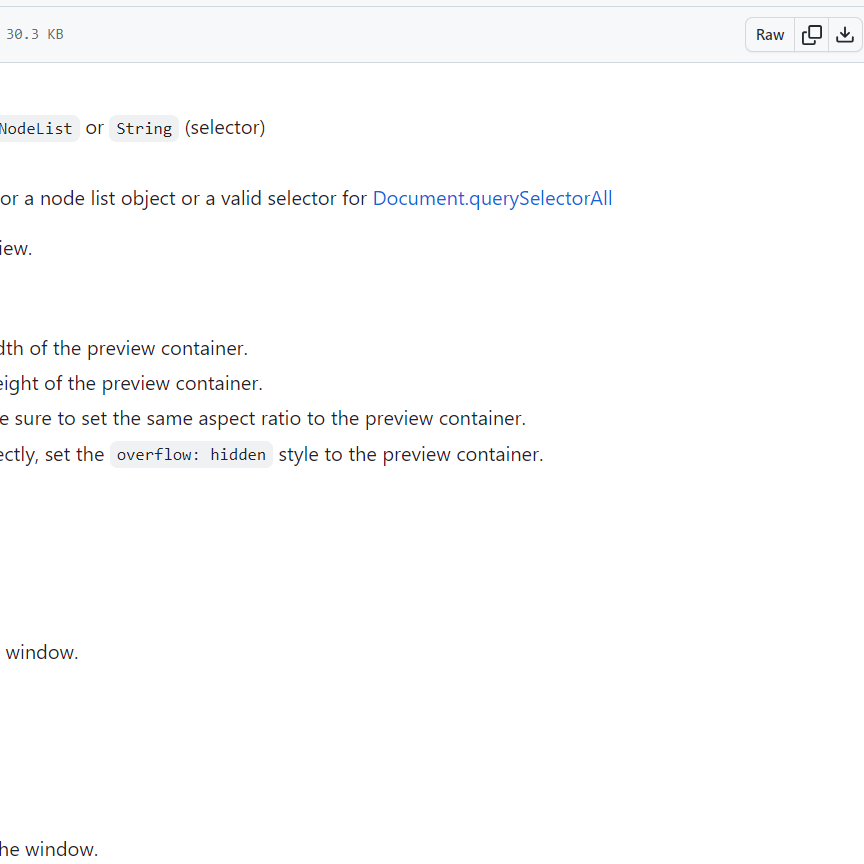 30.3 KB
Raw
NodeList or String (selector)
or a node list object or a valid selector for Document.querySelectorAll
iew.
dth of the preview container.
eight of the preview container.
e sure to set the same aspect ratio to the preview container.
ectly, set the overflow: hidden style to the preview container.
window.
he window.